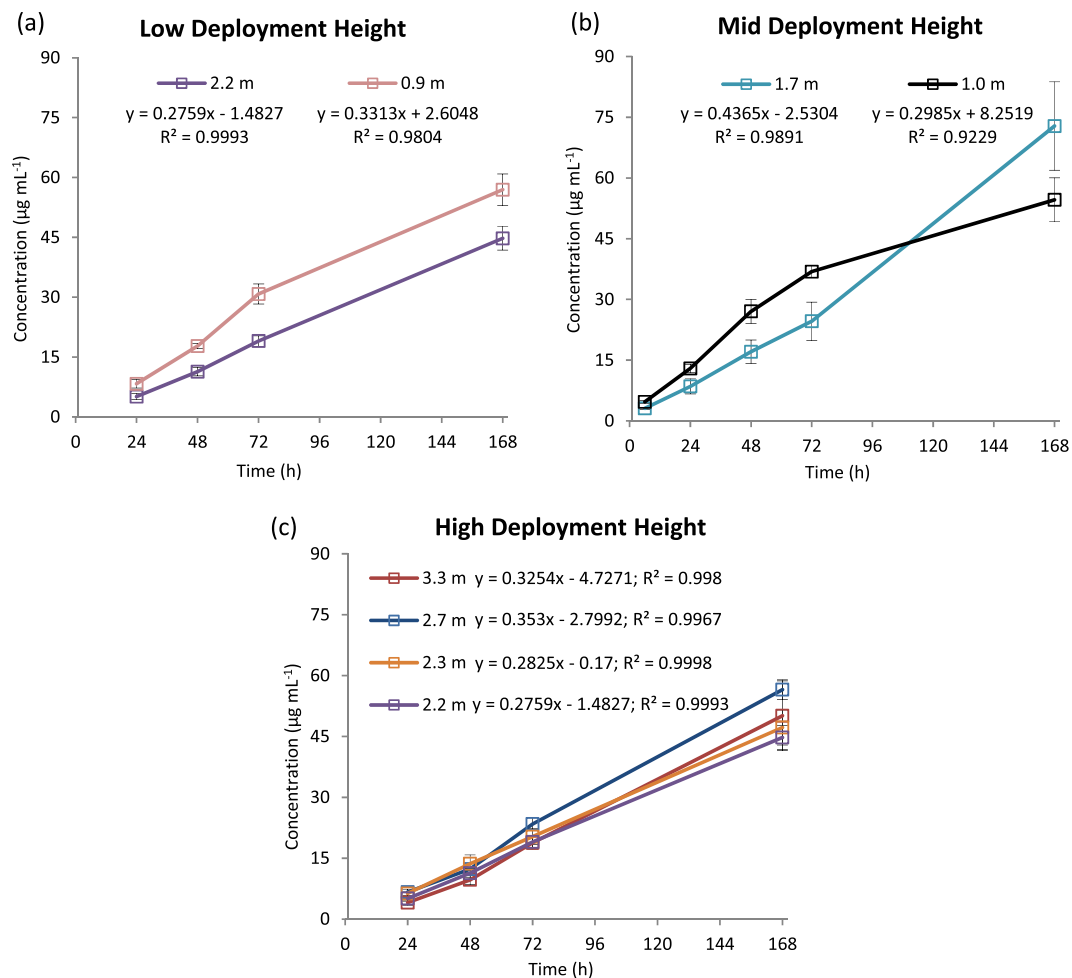 (a)
Low Deployment Height
2.2 m
0.9 m
y = 0.2759x - 1.4827
R² = 0.9993
y = 0.3313x + 2.6048
R² = 0.9804
Concentration (µg mL⁻¹)
90
75
60
45
30
15
0
0 24 48 72 96 120 144 168
Time (h)
(b)
Mid Deployment Height
1.7 m
1.0 m
y = 0.4365x - 2.5304
R² = 0.9891
y = 0.2985x + 8.2519
R² = 0.9229
Concentration (µg mL⁻¹)
90
75
60
45
30
15
0
0 24 48 72 96 120 144 168
Time (h)
(c)
High Deployment Height
3.3 m y = 0.3254x - 4.7271; R² = 0.998
2.7 m y = 0.353x - 2.7992; R² = 0.9967
2.3 m y = 0.2825x - 0.17; R² = 0.9998
2.2 m y = 0.2759x - 1.4827; R² = 0.9993
Concentration (µg mL⁻¹)
90
75
60
45
30
15
0
0 24 48 72 96 120 144 168
Time (h)